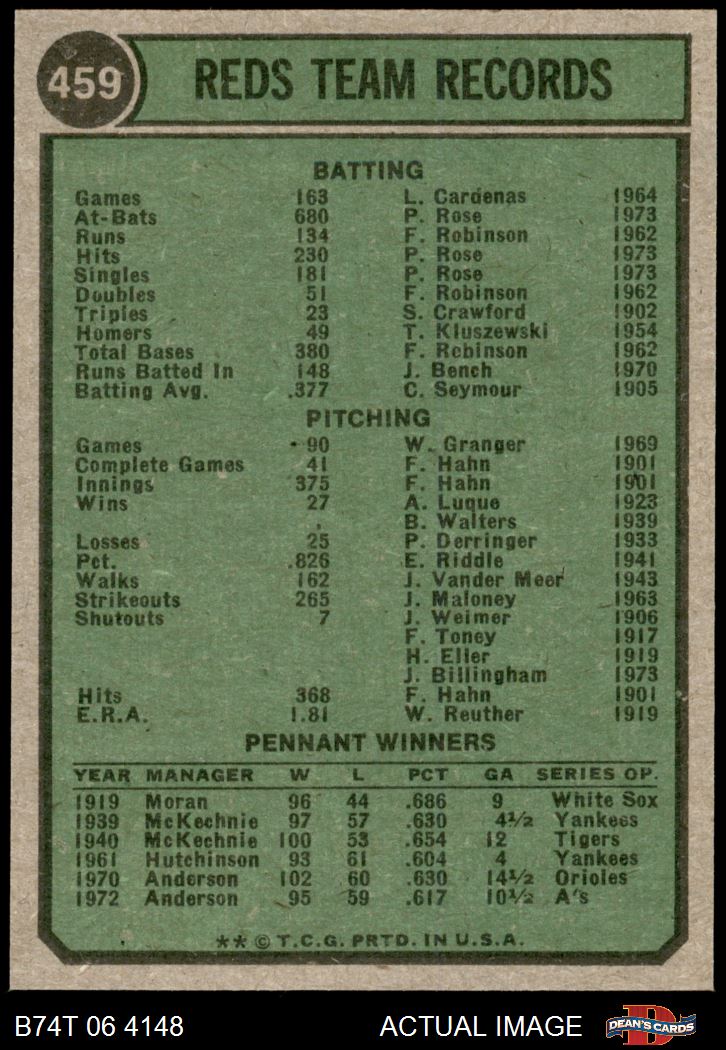 459 REDS TEAM RECORDS
BATTING
Games 163 L. Cardenas 1964
At-Bats 680 P. Rose 1973
Runs 134 F. Robinson 1962
Hits 230 P. Rose 1973
Singles 181 P. Rose 1973
Doubles 51 F. Robinson 1962
Triples 23 S. Crawford 1902
Homers 49 T. Kluszewski 1954
Total Bases 380 F. Robinson 1962
Runs Batted In 148 J. Bench 1970
Batting Avg. .377 C. Seymour 1905
PITCHING
Games 90 W. Granger 1969
Complete Games 41 F. Hahn 1901
Innings 375 F. Hahn 1901
Wins 27 A. Luque 1923
B. Walters 1939
Losses 25 P. Derringer 1933
Pct. .826 E. Riddle 1941
Walks 162 J. Vander Meer 1943
Strikeouts 265 J. Maloney 1963
Shutouts 7 J. Weimer 1906
F. Toney 1917
H. Eller 1919
J. Billingham 1973
Hits 368 F. Hahn 1901
E.R.A. 1.81 W. Reuther 1919
PENNANT WINNERS
YEAR MANAGER W L PCT GA SERIES OP.
1919 Moran 96 44 .686 9 White Sox
1939 McKechnie 97 57 .630 4½ Yankees
1940 McKechnie 100 53 .654 12 Tigers
1961 Hutchinson 93 61 .604 4 Yankees
1970 Anderson 102 60 .630 14½ Orioles
1972 Anderson 95 59 .617 10½ A's
** © T.C.G. PRTD. IN U.S.A.
B74T 06 4148 ACTUAL IMAGE D DEAN'S CARDS